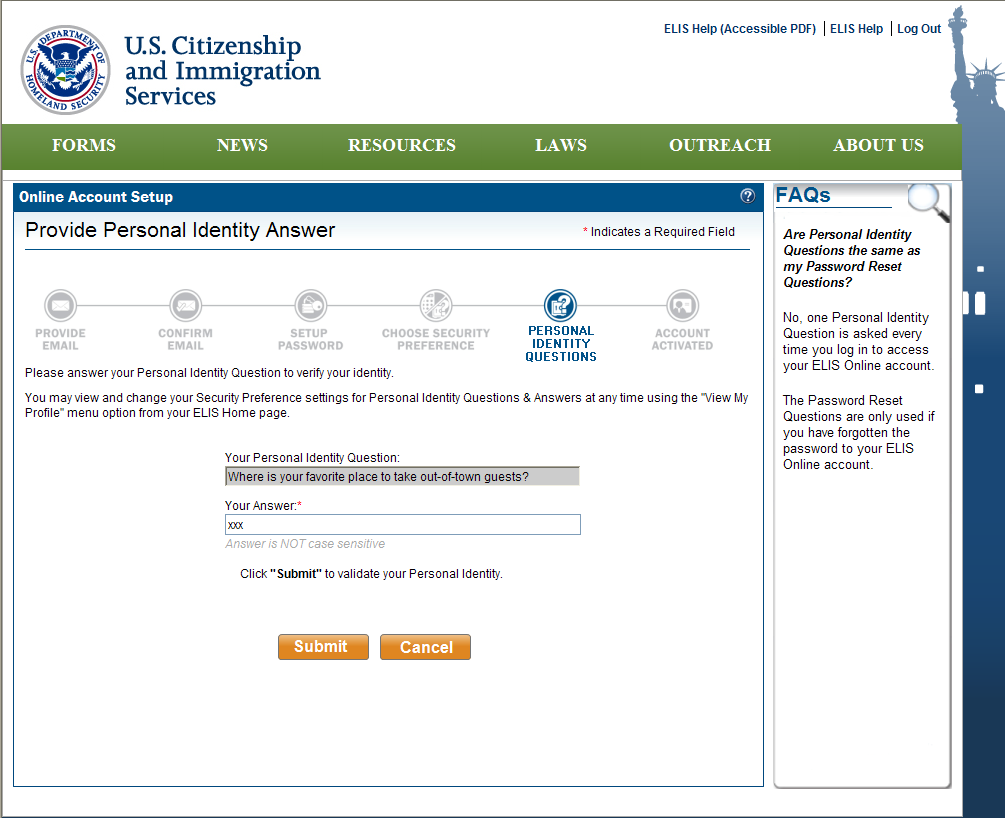 ELIS Help (Accessible PDF) | ELIS Help | Log Out
U.S. DEPARTMENT OF HOMELAND SECURITY
U.S. Citizenship
and Immigration
Services
FORMS NEWS RESOURCES LAWS OUTREACH ABOUT US
Online Account Setup ?
Provide Personal Identity Answer
* Indicates a Required Field
PROVIDE
EMAIL
CONFIRM
EMAIL
SETUP
PASSWORD
CHOOSE SECURITY
PREFERENCE
PERSONAL
IDENTITY
QUESTIONS
ACCOUNT
ACTIVATED
Please answer your Personal Identity Question to verify your identity.
You may view and change your Security Preference settings for Personal Identity Questions & Answers at any time using the "View My
Profile" menu option from your ELIS Home page.
Your Personal Identity Question:
Where is your favorite place to take out-of-town guests?
Your Answer:*
xxx
Answer is NOT case sensitive
Click "Submit" to validate your Personal Identity.
Submit Cancel
FAQs
Are Personal Identity
Questions the same as
my Password Reset
Questions?
No, one Personal Identity
Question is asked every
time you log in to access
your ELIS Online account.
The Password Reset
Questions are only used if
you have forgotten the
password to your ELIS
Online account.